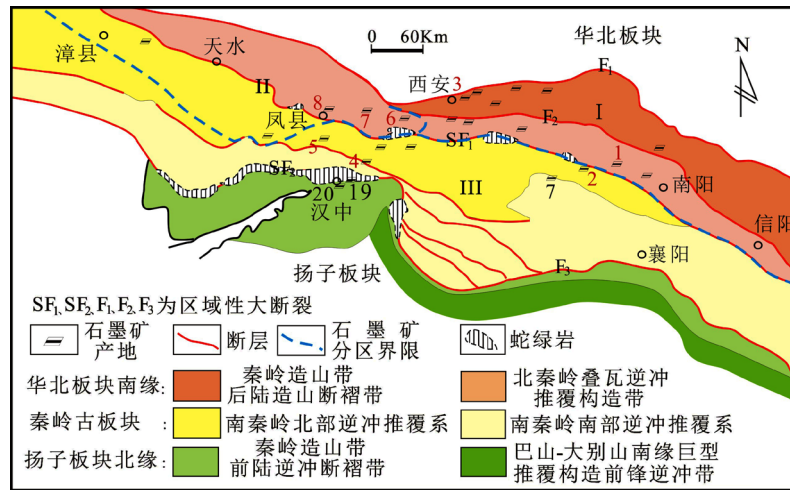 华北板块
N
0 60Km
漳县
天水
西安
3
F₁
II
8
7
6
F₂
I
凤县
SF₁
5
4
1
2
SF₂
III
7
南阳
20
19
汉中
信阳
襄阳
扬子板块
F₃
SF₁,SF₂,F₁,F₂,F₃为区域性大断裂
石墨矿
产地
断层
石墨矿
分区界限
蛇绿岩
华北板块南缘:
秦岭造山带
后陆造山断褶带
北秦岭叠瓦逆冲
推覆构造带
秦岭古板块 :
南秦岭北部逆冲推覆系
南秦岭南部逆冲推覆系
扬子板块北缘:
秦岭造山带
前陆逆冲断褶带
巴山-大别山南缘巨型
推覆构造前锋逆冲带